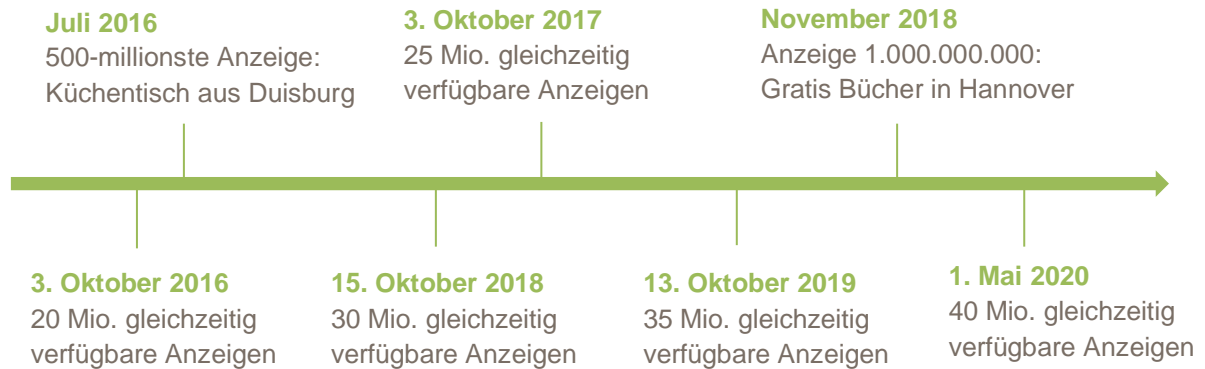 Juli 2016
500-millionste Anzeige:
Küchentisch aus Duisburg
3. Oktober 2017
25 Mio. gleichzeitig
verfügbare Anzeigen
November 2018
Anzeige 1.000.000.000:
Gratis Bücher in Hannover
3. Oktober 2016
20 Mio. gleichzeitig
verfügbare Anzeigen
15. Oktober 2018
30 Mio. gleichzeitig
verfügbare Anzeigen
13. Oktober 2019
35 Mio. gleichzeitig
verfügbare Anzeigen
1. Mai 2020
40 Mio. gleichzeitig
verfügbare Anzeigen